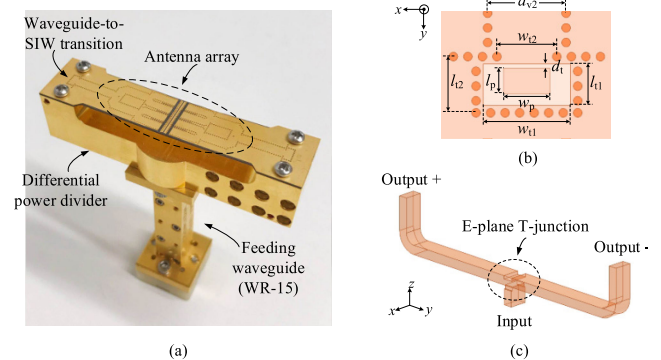 Waveguide-to-
SIW transition
Antenna array
Differential
power divider
Feeding
waveguide
(WR-15)
(a)
x
y
a_v2
w_t2
d_t
l_t2
l_p
l_t1
w_p
w_t1
(b)
Output +
E-plane T-junction
Output -
z
x
y
Input
(c)